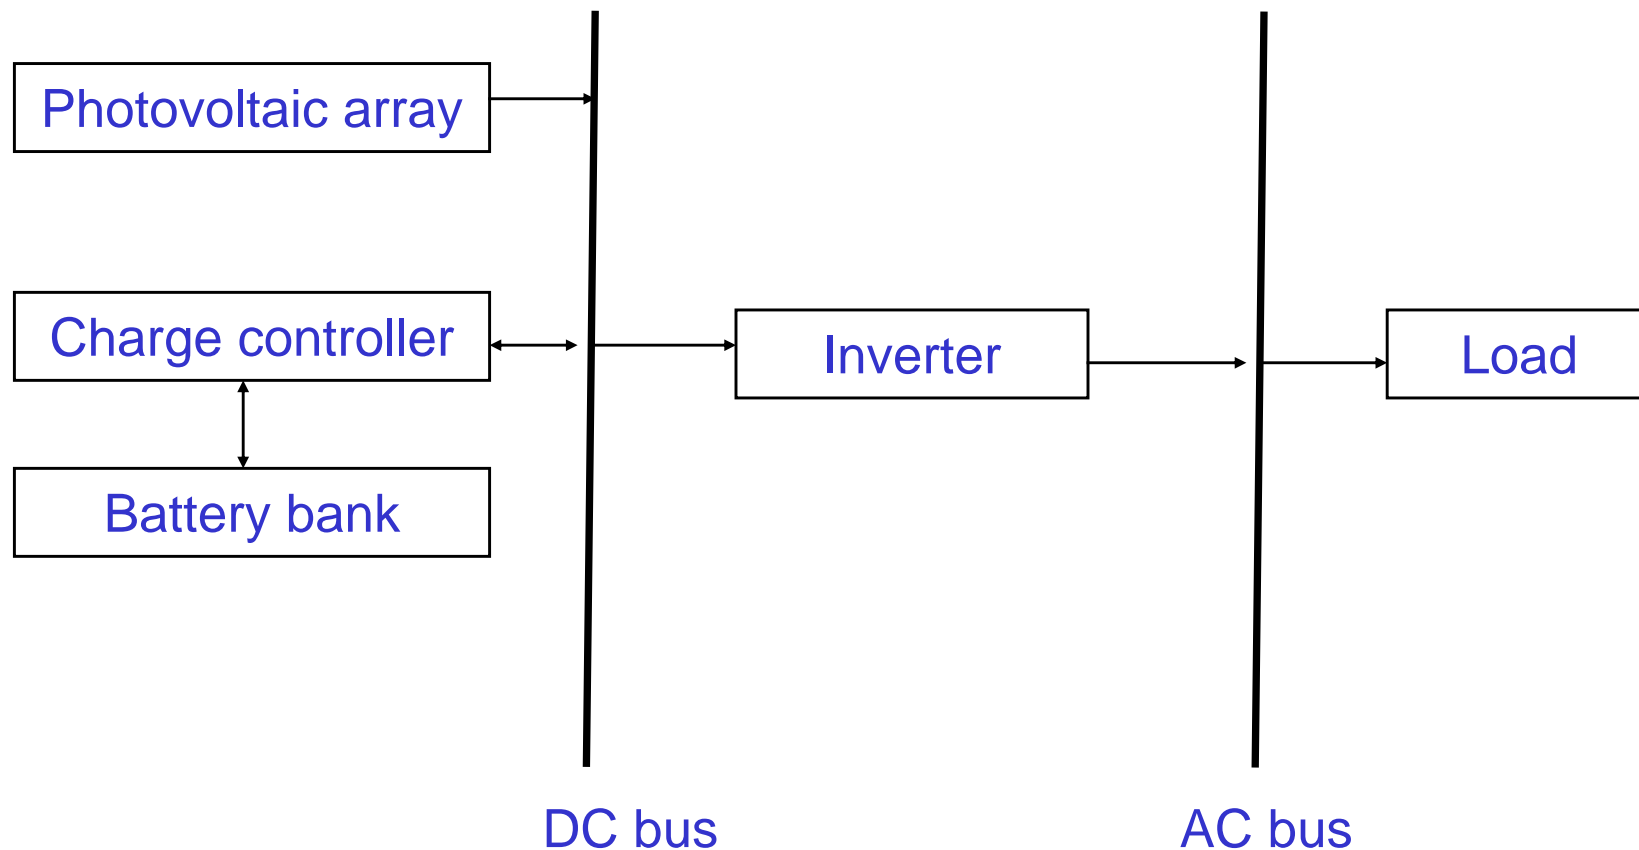 Photovoltaic array
Charge controller
Inverter
Load
Battery bank
DC bus
AC bus